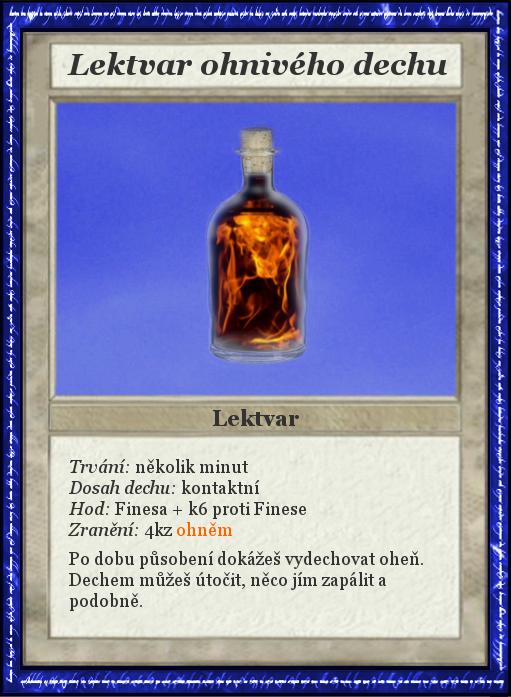 Lektvar ohnivého dechu
Lektvar
Trvání: několik minut
Dosah dechu: kontaktní
Hod: Finesa + k6 proti Finese
Zranění: 4kz ohněm
Po dobu působení dokážeš vydechovat oheň.
Dechem můžeš útočit, něco jím zapálit a
podobně.